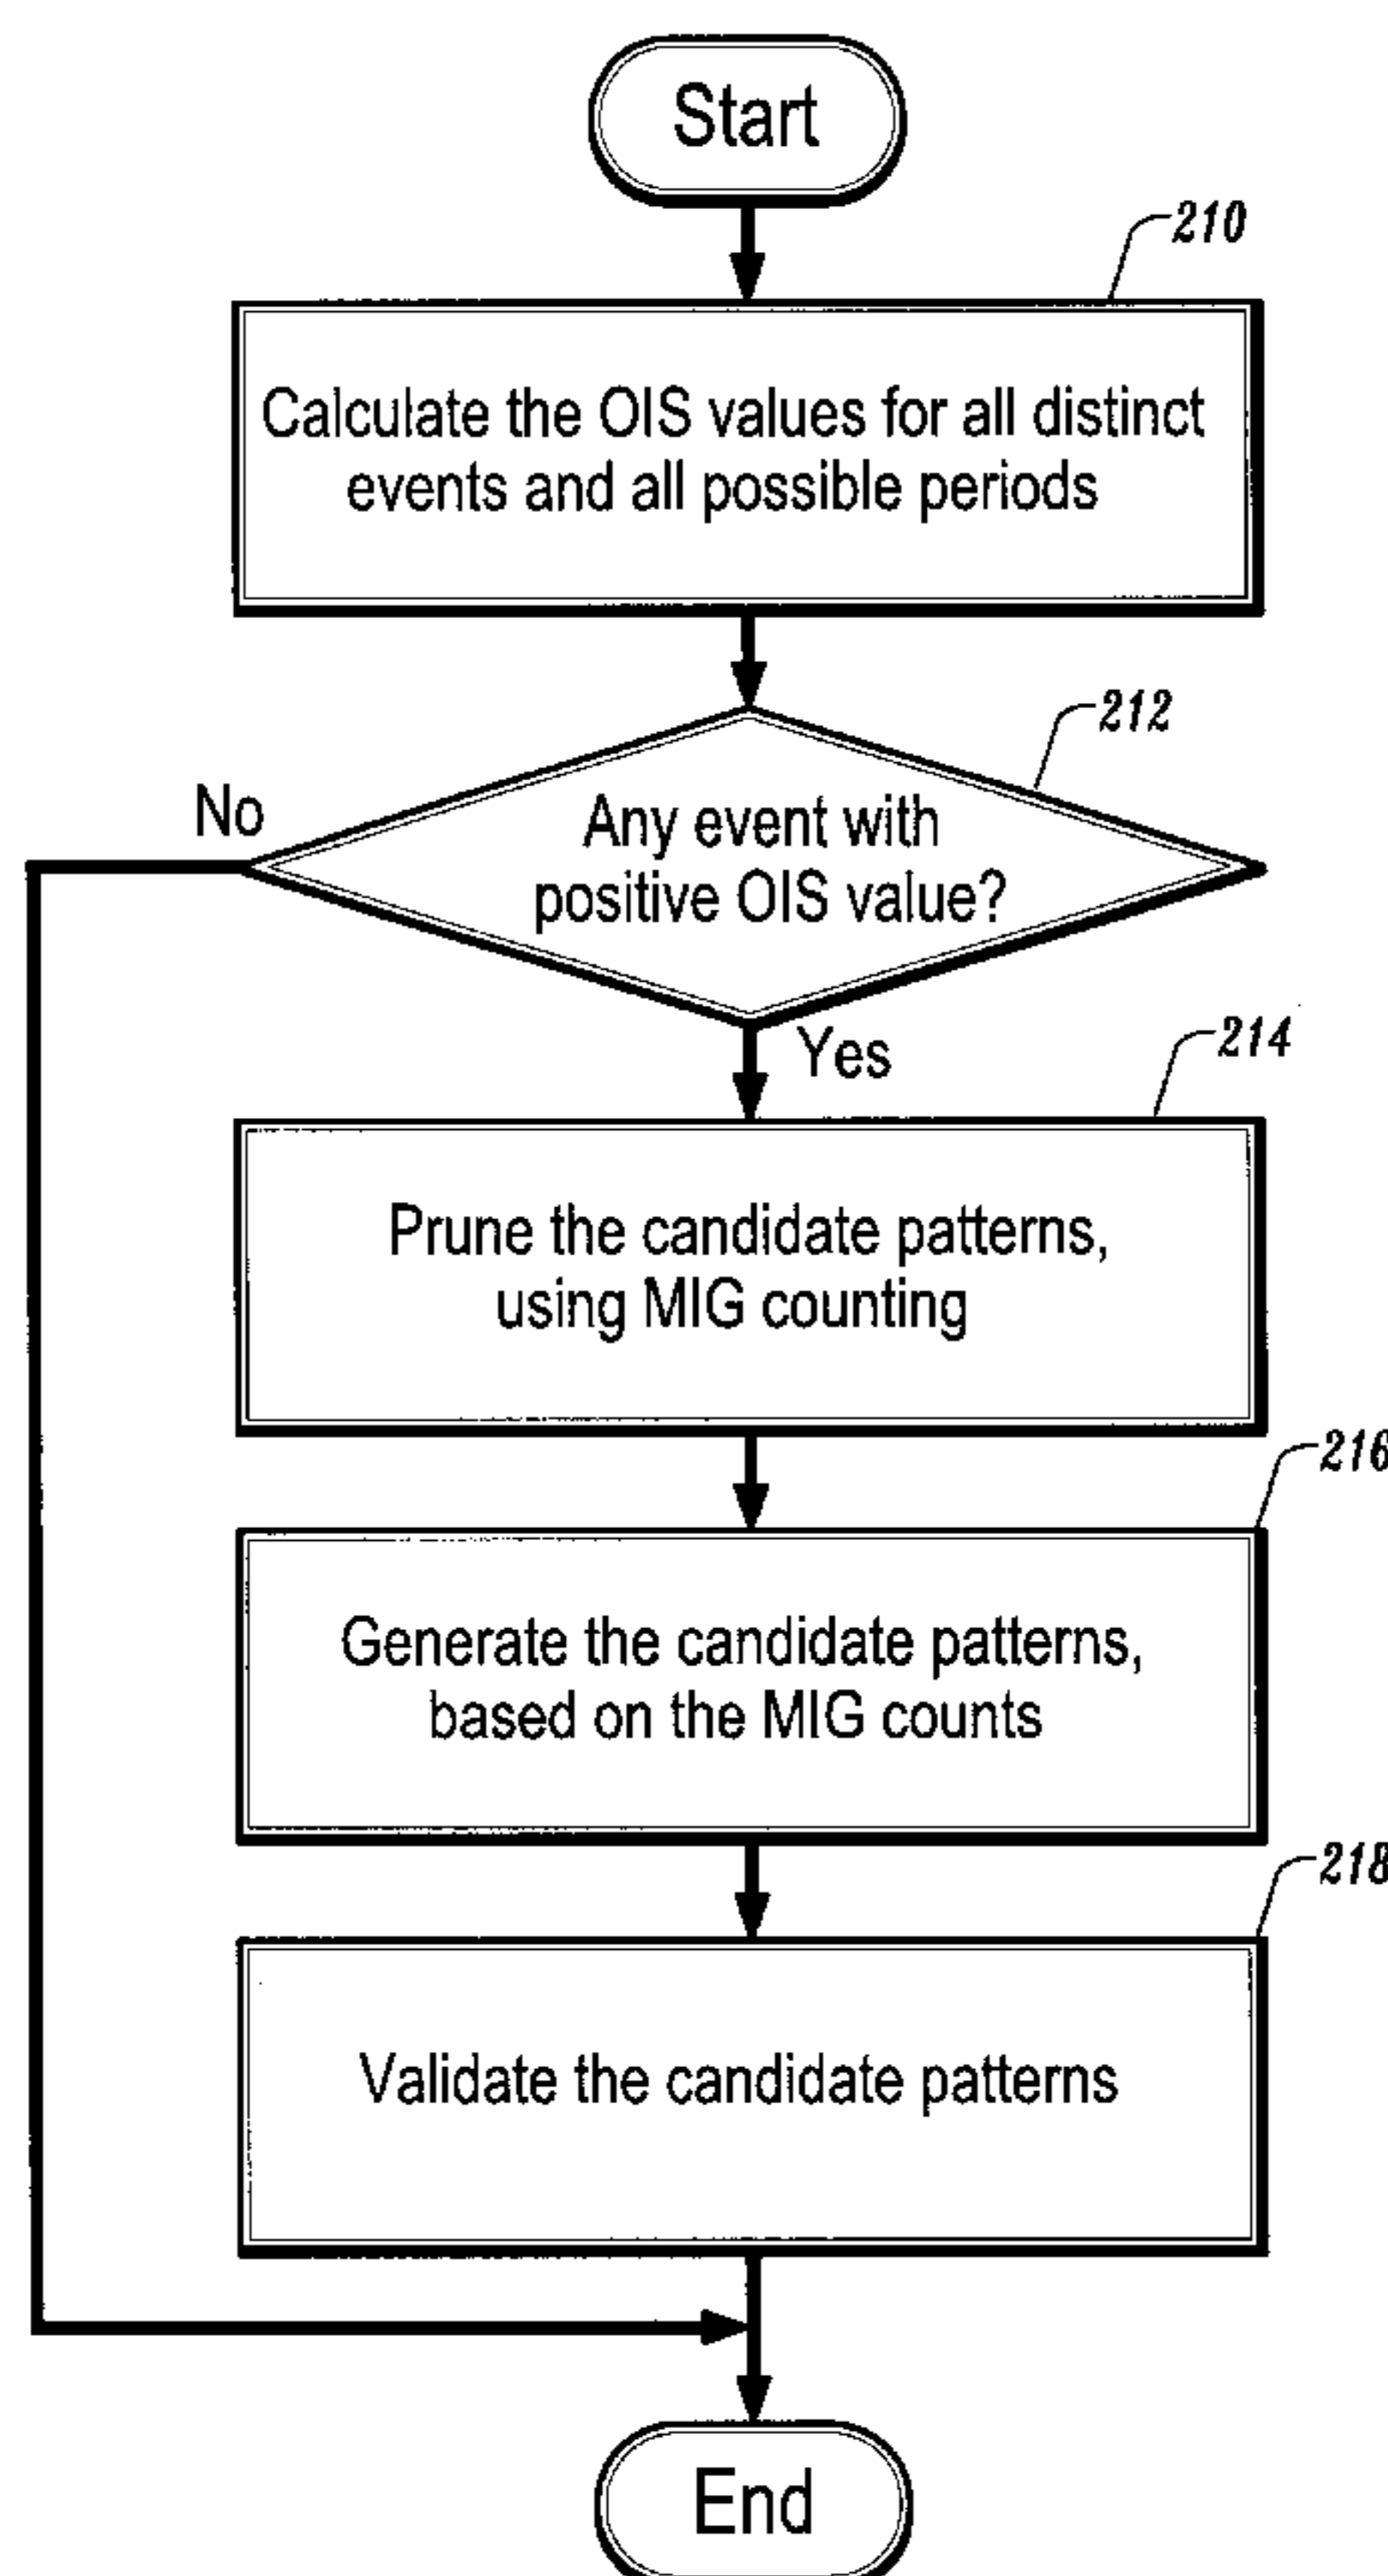 Start
210
Calculate the OIS values for all distinct
events and all possible periods
212
No
Any event with
positive OIS value?
Yes
214
Prune the candidate patterns,
using MIG counting
216
Generate the candidate patterns,
based on the MIG counts
218
Validate the candidate patterns
End